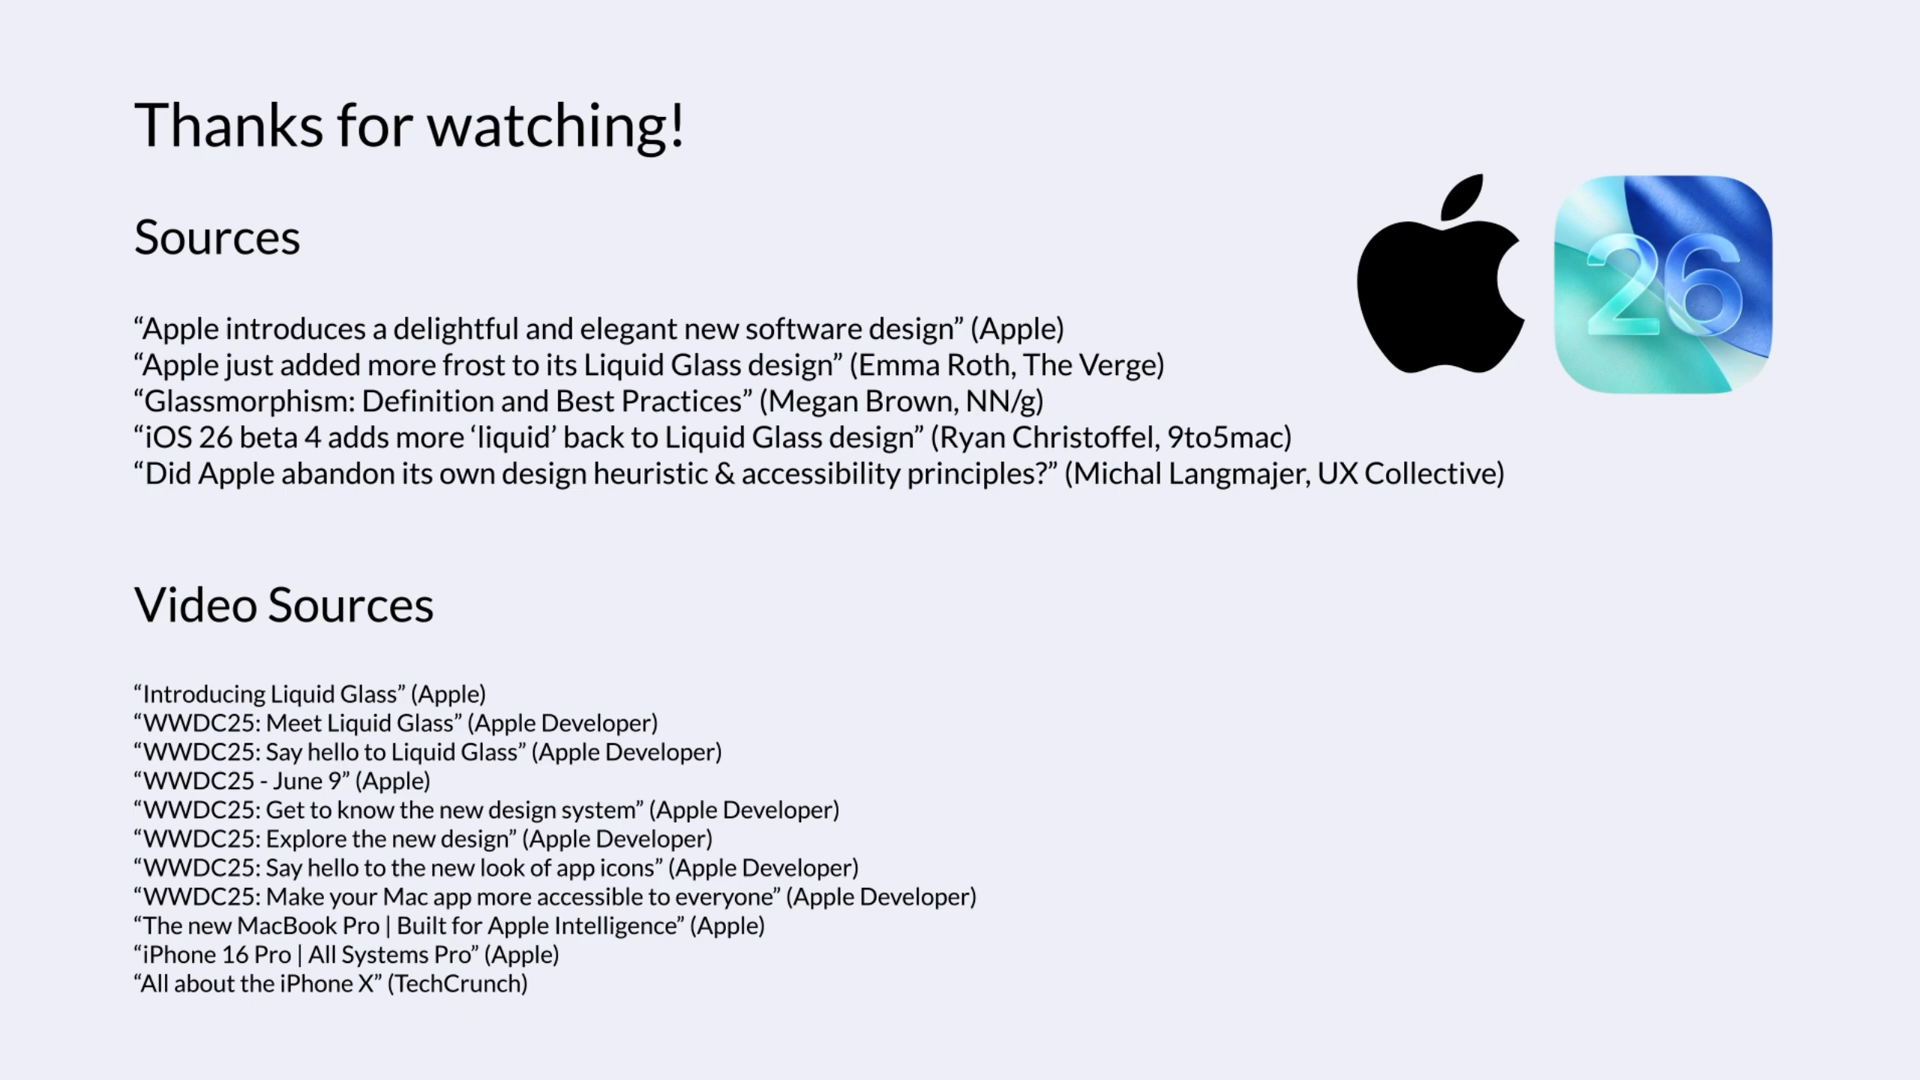 Thanks for watching!
Sources
26
“Apple introduces a delightful and elegant new software design” (Apple)
“Apple just added more frost to its Liquid Glass design” (Emma Roth, The Verge)
“Glassmorphism: Definition and Best Practices” (Megan Brown, NN/g)
“iOS 26 beta 4 adds more ‘liquid’ back to Liquid Glass design” (Ryan Christoffel, 9to5mac)
“Did Apple abandon its own design heuristic & accessibility principles?” (Michal Langmajer, UX Collective)
Video Sources
“Introducing Liquid Glass” (Apple)
“WWDC25: Meet Liquid Glass” (Apple Developer)
“WWDC25: Say hello to Liquid Glass” (Apple Developer)
“WWDC25 - June 9” (Apple)
“WWDC25: Get to know the new design system” (Apple Developer)
“WWDC25: Explore the new design” (Apple Developer)
“WWDC25: Say hello to the new look of app icons” (Apple Developer)
“WWDC25: Make your Mac app more accessible to everyone” (Apple Developer)
“The new MacBook Pro | Built for Apple Intelligence” (Apple)
“iPhone 16 Pro | All Systems Pro” (Apple)
“All about the iPhone X” (TechCrunch)